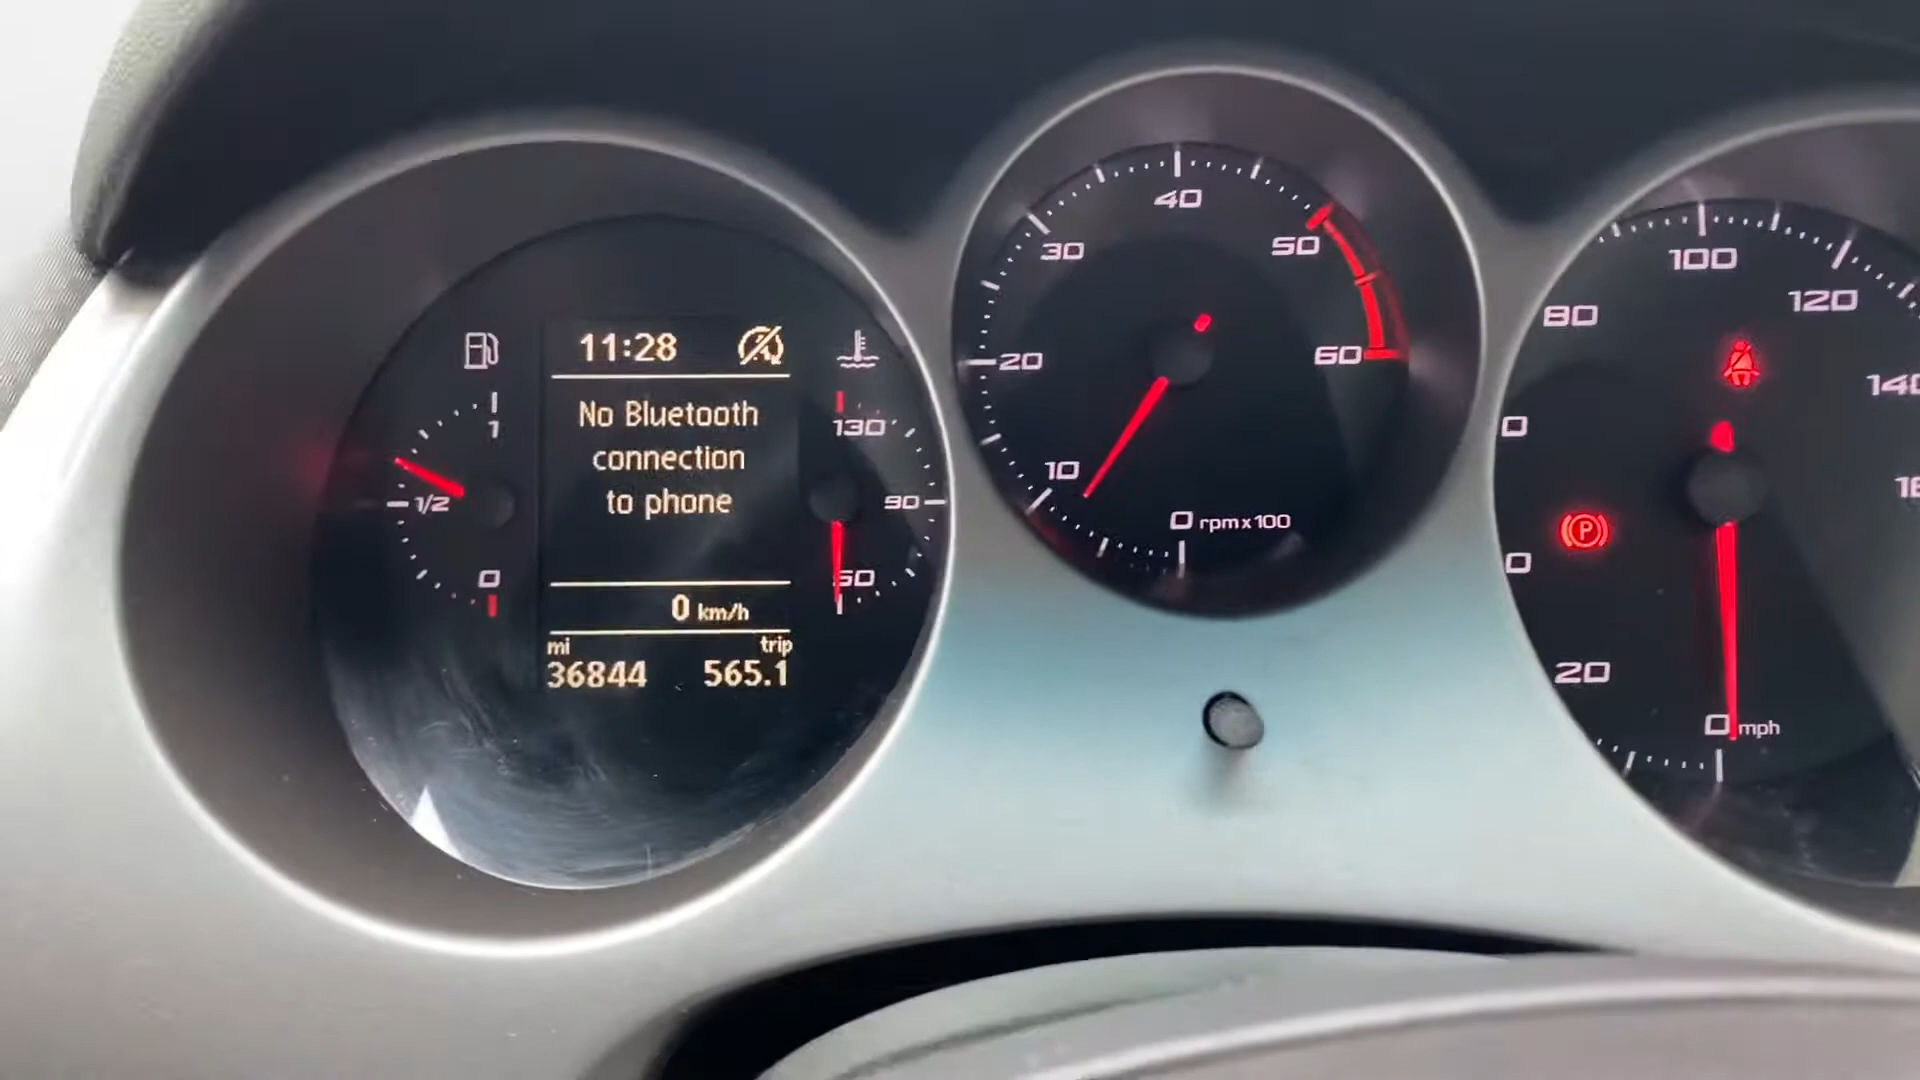 11:28
No Bluetooth
connection
to phone
0 km/h
mi trip
36844 565.1
1
1/2
0
130
90
50
10
20
30
40
50
60
0 rpm x 100
0 mph
20
80
100
120
P